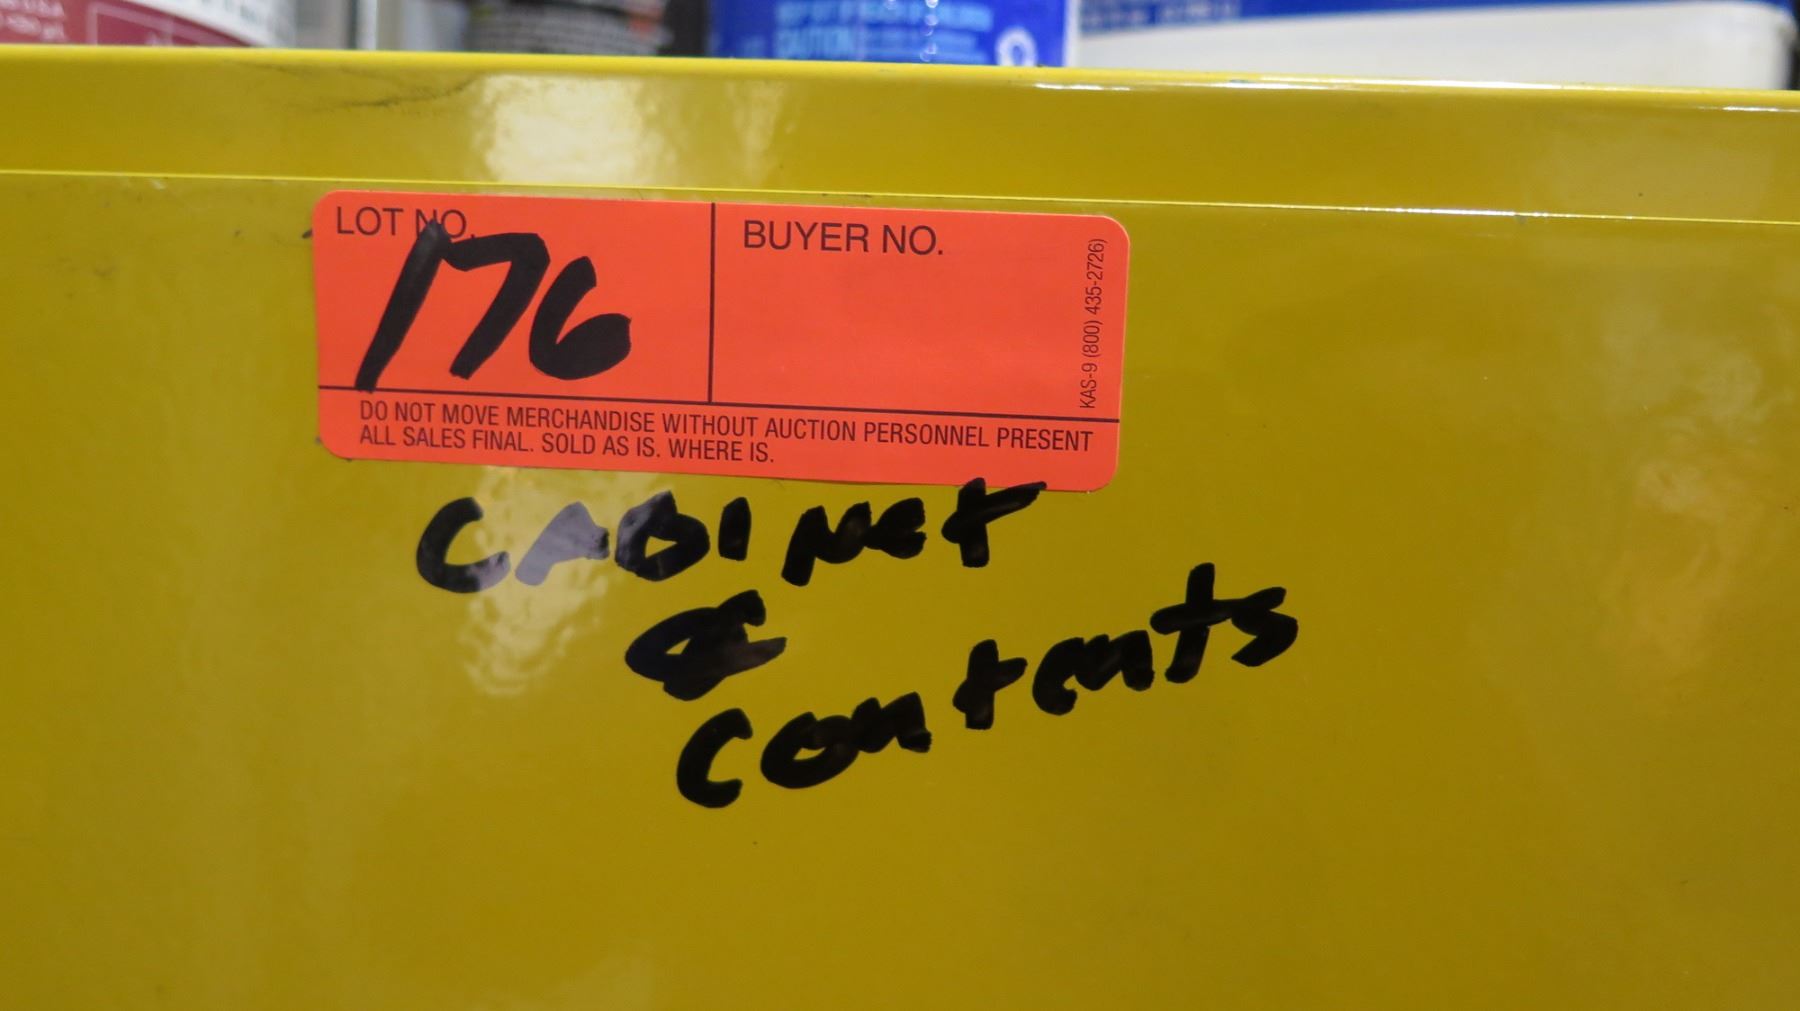 CAUTION
LOT NO.
176
BUYER NO.
KAS-9 (800) 435-2726)
DO NOT MOVE MERCHANDISE WITHOUT AUCTION PERSONNEL PRESENT
ALL SALES FINAL. SOLD AS IS. WHERE IS.
CABINet
&
Contents